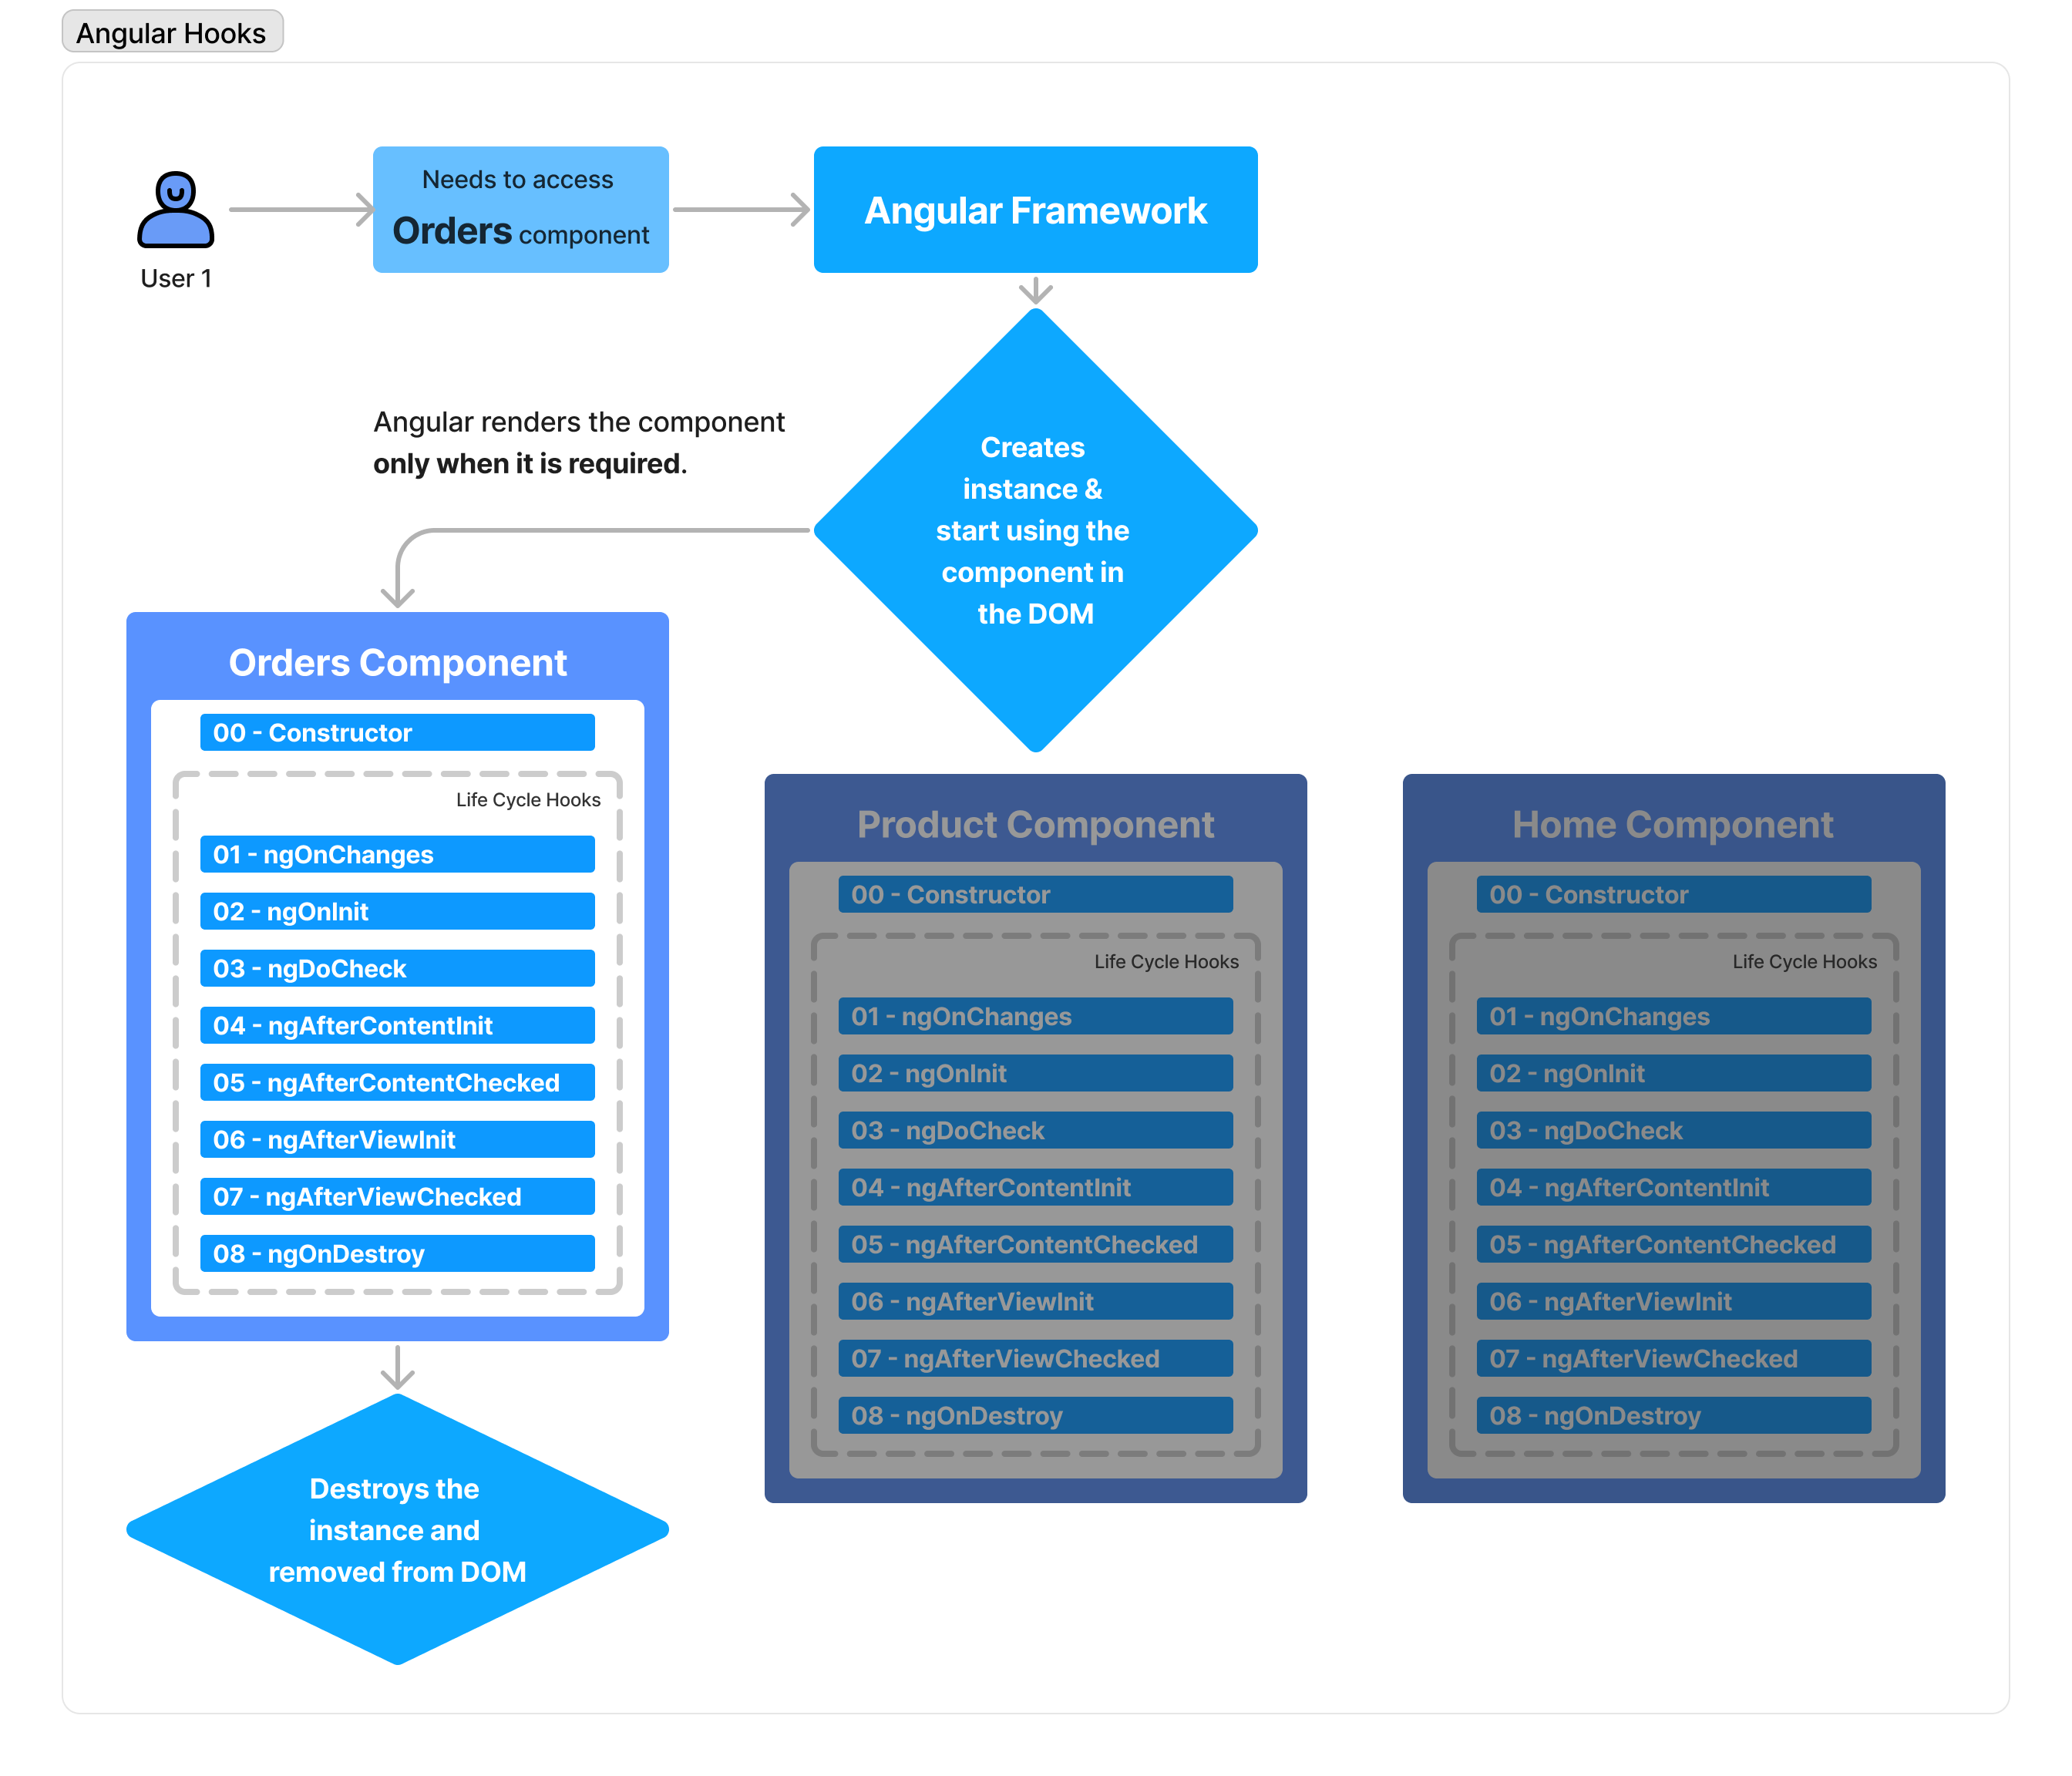 Angular Hooks
User 1
Needs to access
Orders component
Angular Framework
Angular renders the component
only when it is required.
Creates
instance &
start using the
component in
the DOM
Orders Component
00 - Constructor
Life Cycle Hooks
01 - ngOnChanges
02 - ngOnInit
03 - ngDoCheck
04 - ngAfterContentInit
05 - ngAfterContentChecked
06 - ngAfterViewInit
07 - ngAfterViewChecked
08 - ngOnDestroy
Destroys the
instance and
removed from DOM
Product Component
00 - Constructor
Life Cycle Hooks
01 - ngOnChanges
02 - ngOnInit
03 - ngDoCheck
04 - ngAfterContentInit
05 - ngAfterContentChecked
06 - ngAfterViewInit
07 - ngAfterViewChecked
08 - ngOnDestroy
Home Component
00 - Constructor
Life Cycle Hooks
01 - ngOnChanges
02 - ngOnInit
03 - ngDoCheck
04 - ngAfterContentInit
05 - ngAfterContentChecked
06 - ngAfterViewInit
07 - ngAfterViewChecked
08 - ngOnDestroy